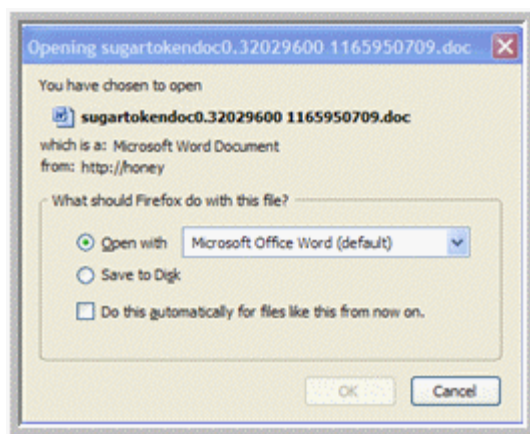 Opening sugartokendoc0.32029600 1165950709.doc
You have chosen to open
sugartokendoc0.32029600 1165950709.doc
which is a: Microsoft Word Document
from: http://honey
What should Firefox do with this file?
Open with Microsoft Office Word (default)
Save to Disk
Do this automatically for files like this from now on.
OK Cancel